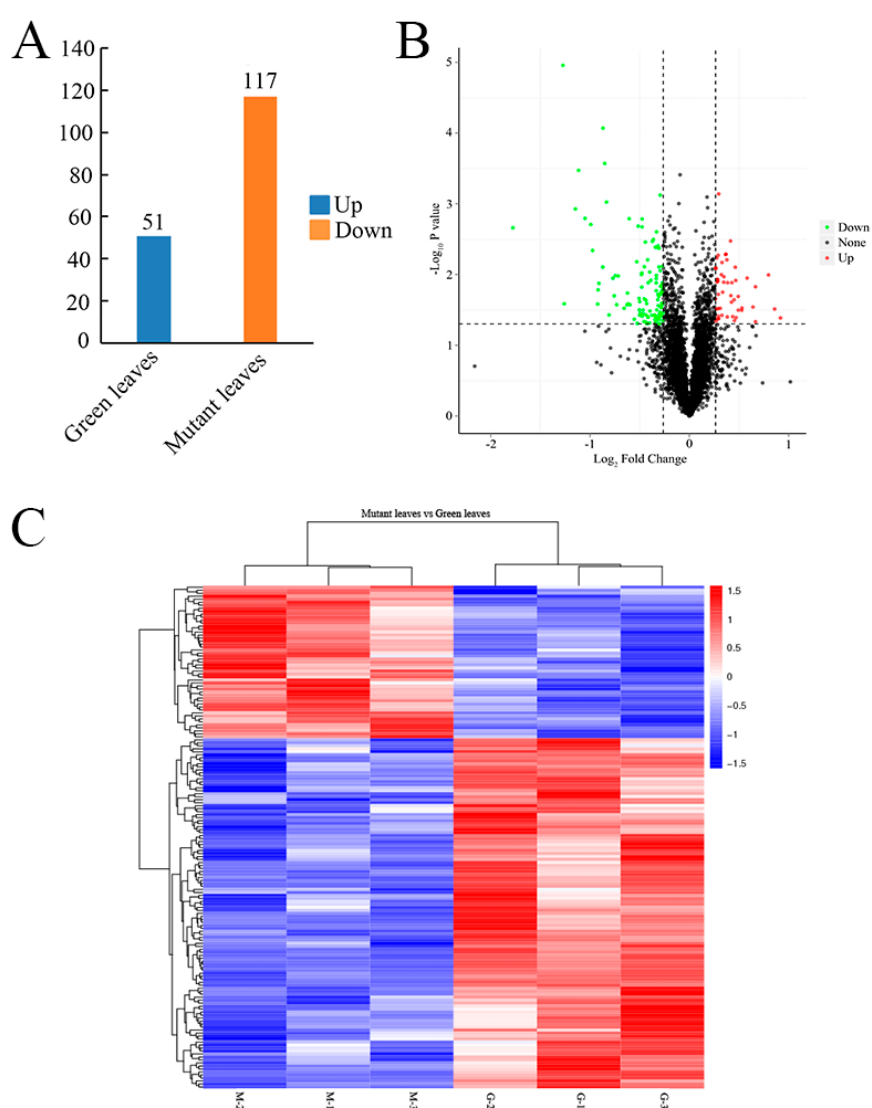 A
140
120
100
80
60
40
20
0
117
51
Up
Down
Green leaves
Mutant leaves
B
5
4
3
2
1
0
-Log10 P value
-2
-1
0
1
Log2 Fold Change
Down
None
Up
C
Mutant leaves vs Green leaves
1.5
1
0.5
0
−0.5
−1
−1.5
M-2
M-1
M-3
G-2
G-1
G-3